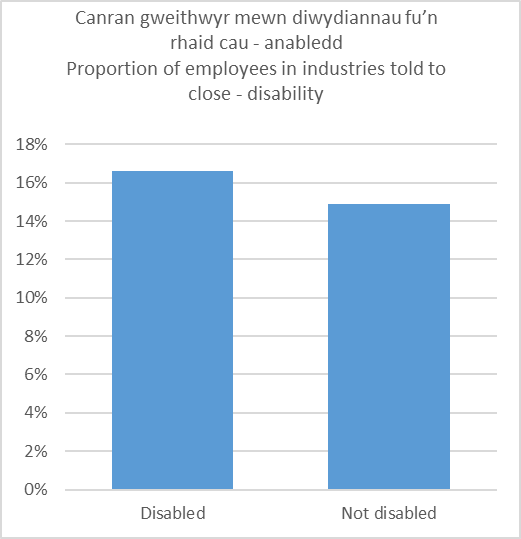 Canran gweithwyr mewn diwydiannau fu’n
rhaid cau - anabledd
Proportion of employees in industries told to
close - disability
18%
16%
14%
12%
10%
8%
6%
4%
2%
0%
Disabled
Not disabled